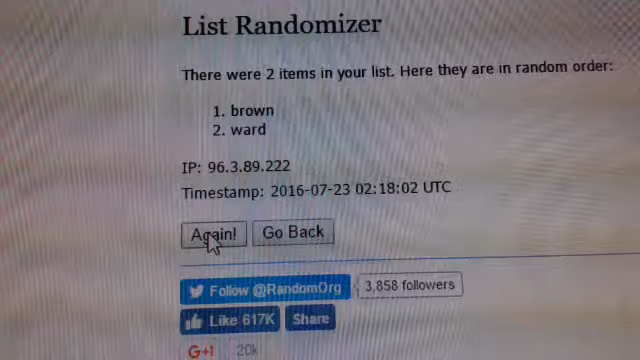 List Randomizer
There were 2 items in your list. Here they are in random order:
1. brown
2. ward
IP: 96.3.89.222
Timestamp: 2016-07-23 02:18:02 UTC
Again! Go Back
Follow @RandomOrg 3,858 followers
Like 617K Share
G+1 20k